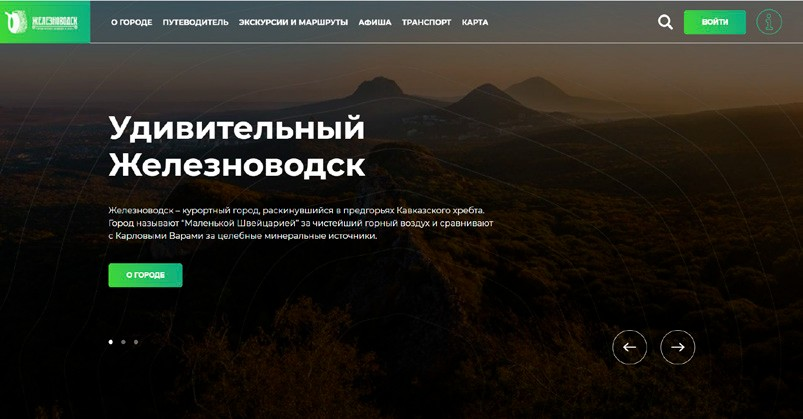 ЖЕЛЕЗНОВОДСК
О ГОРОДЕ ПУТЕВОДИТЕЛЬ ЭКСКУРСИИ И МАРШРУТЫ АФИША ТРАНСПОРТ КАРТА
ВОЙТИ
Удивительный
Железноводск
Железноводск – курортный город, раскинувшийся в предгорьях Кавказского хребта.
Город называют "Маленькой Швейцарией" за чистейший горный воздух и сравнивают
с Карловыми Варами за целебные минеральные источники.
О ГОРОДЕ